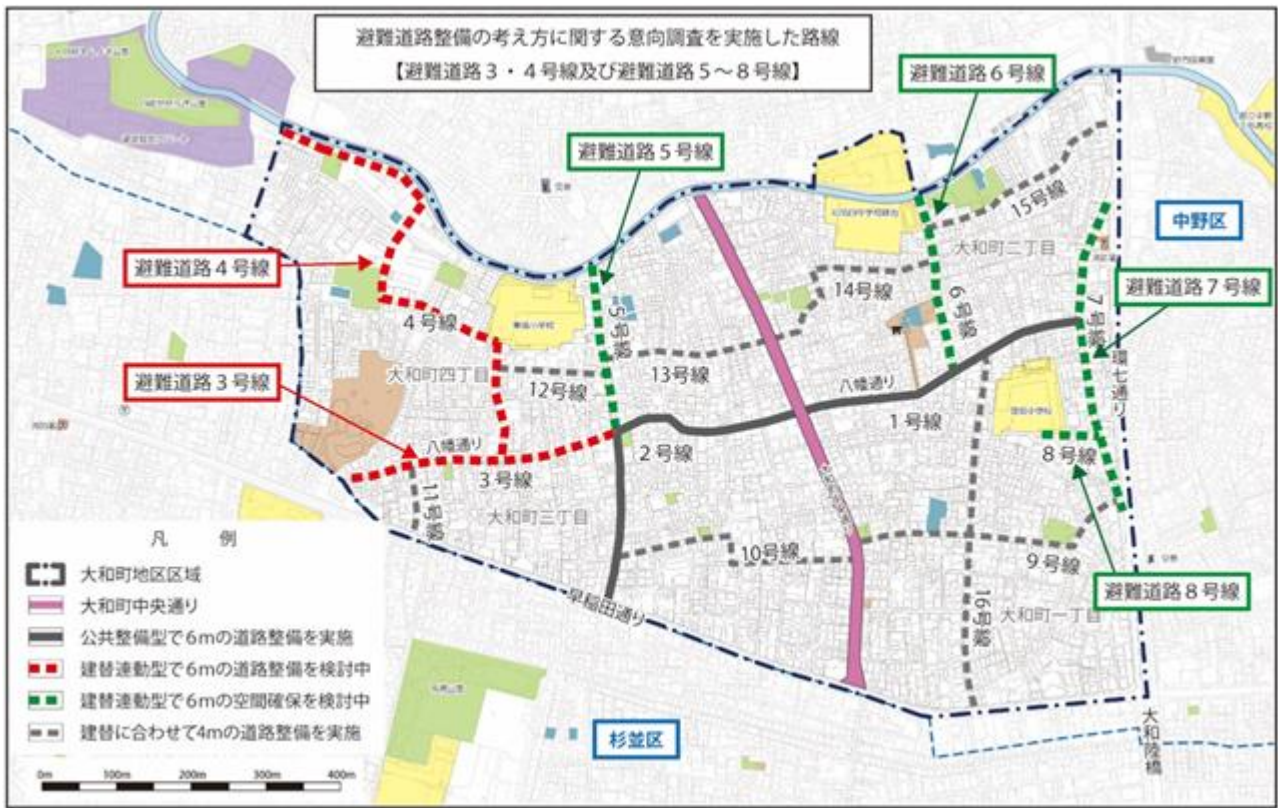 避難道路整備の考え方に関する意向調査を実施した路線
【避難道路3・4号線及び避難道路5～8号線】
避難道路6号線
避難道路5号線
15号線
中野区
大和町二丁目
避難道路4号線
避難道路7号線
14号線
4号線
5号線
6号線
7号線
環七通り
13号線
大和町四丁目
12号線
八幡通り
避難道路3号線
1号線
八幡通り
2号線
8号線
3号線
11号線
大和町三丁目
10号線
9号線
早稲田通り
避難道路8号線
16号線
大和町一丁目
凡 例
大和町地区区域
大和町中央通り
公共整備型で6mの道路整備を実施
建替連動型で6mの道路整備を検討中
建替連動型で6mの空間確保を検討中
建替に合わせて4mの道路整備を実施
杉並区
大和陸橋
0m 100m 200m 300m 400m